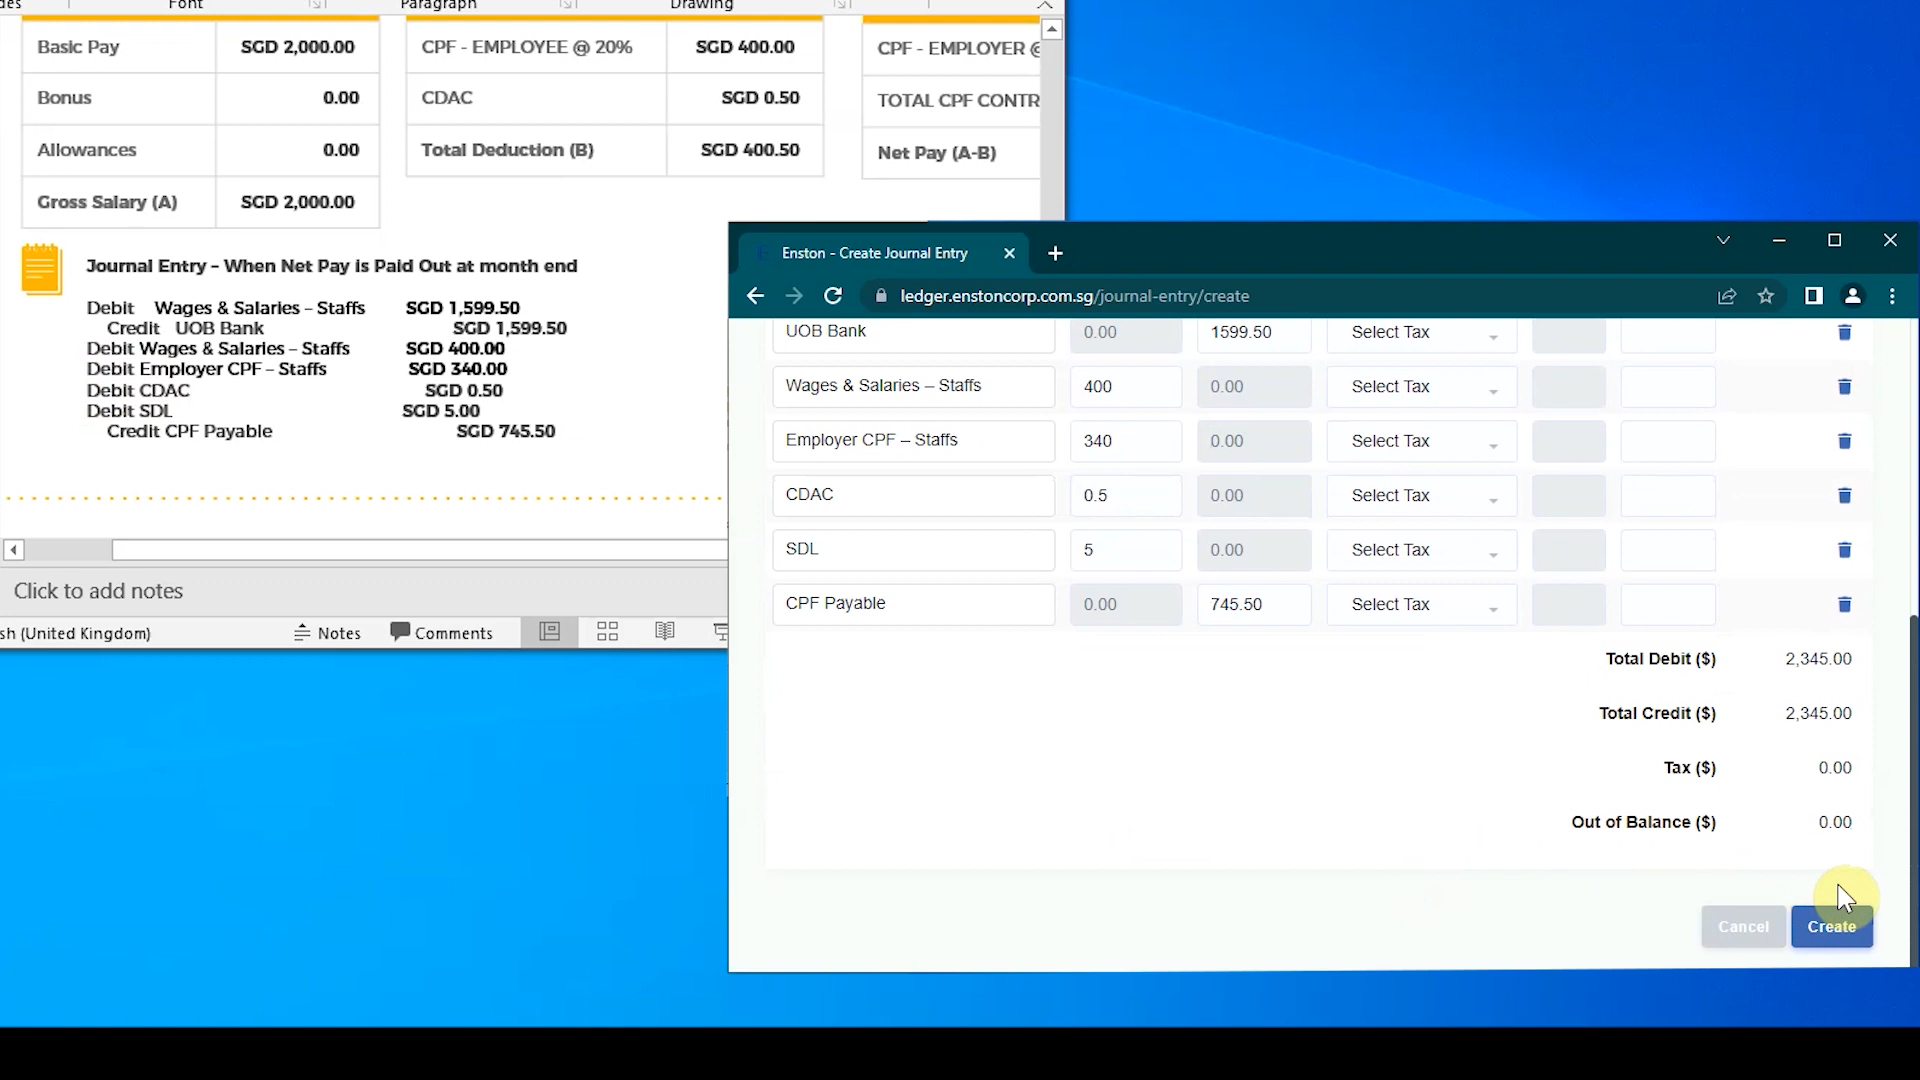 Font
Paragraph
Drawing
Basic Pay SGD 2,000.00
Bonus 0.00
Allowances 0.00
Gross Salary (A) SGD 2,000.00
CPF - EMPLOYEE @ 20% SGD 400.00
CDAC SGD 0.50
Total Deduction (B) SGD 400.50
CPF - EMPLOYER @
TOTAL CPF CONTR
Net Pay (A-B)
Journal Entry – When Net Pay is Paid Out at month end
Debit Wages & Salaries – Staffs SGD 1,599.50
Credit UOB Bank SGD 1,599.50
Debit Wages & Salaries – Staffs SGD 400.00
Debit Employer CPF – Staffs SGD 340.00
Debit CDAC SGD 0.50
Debit SDL SGD 5.00
Credit CPF Payable SGD 745.50
Click to add notes
sh (United Kingdom)
Notes
Comments
Enston - Create Journal Entry
ledger.enstoncorp.com.sg/journal-entry/create
UOB Bank 0.00 1599.50 Select Tax
Wages & Salaries – Staffs 400 0.00 Select Tax
Employer CPF – Staffs 340 0.00 Select Tax
CDAC 0.5 0.00 Select Tax
SDL 5 0.00 Select Tax
CPF Payable 0.00 745.50 Select Tax
Total Debit ($) 2,345.00
Total Credit ($) 2,345.00
Tax ($) 0.00
Out of Balance ($) 0.00
Cancel
Create